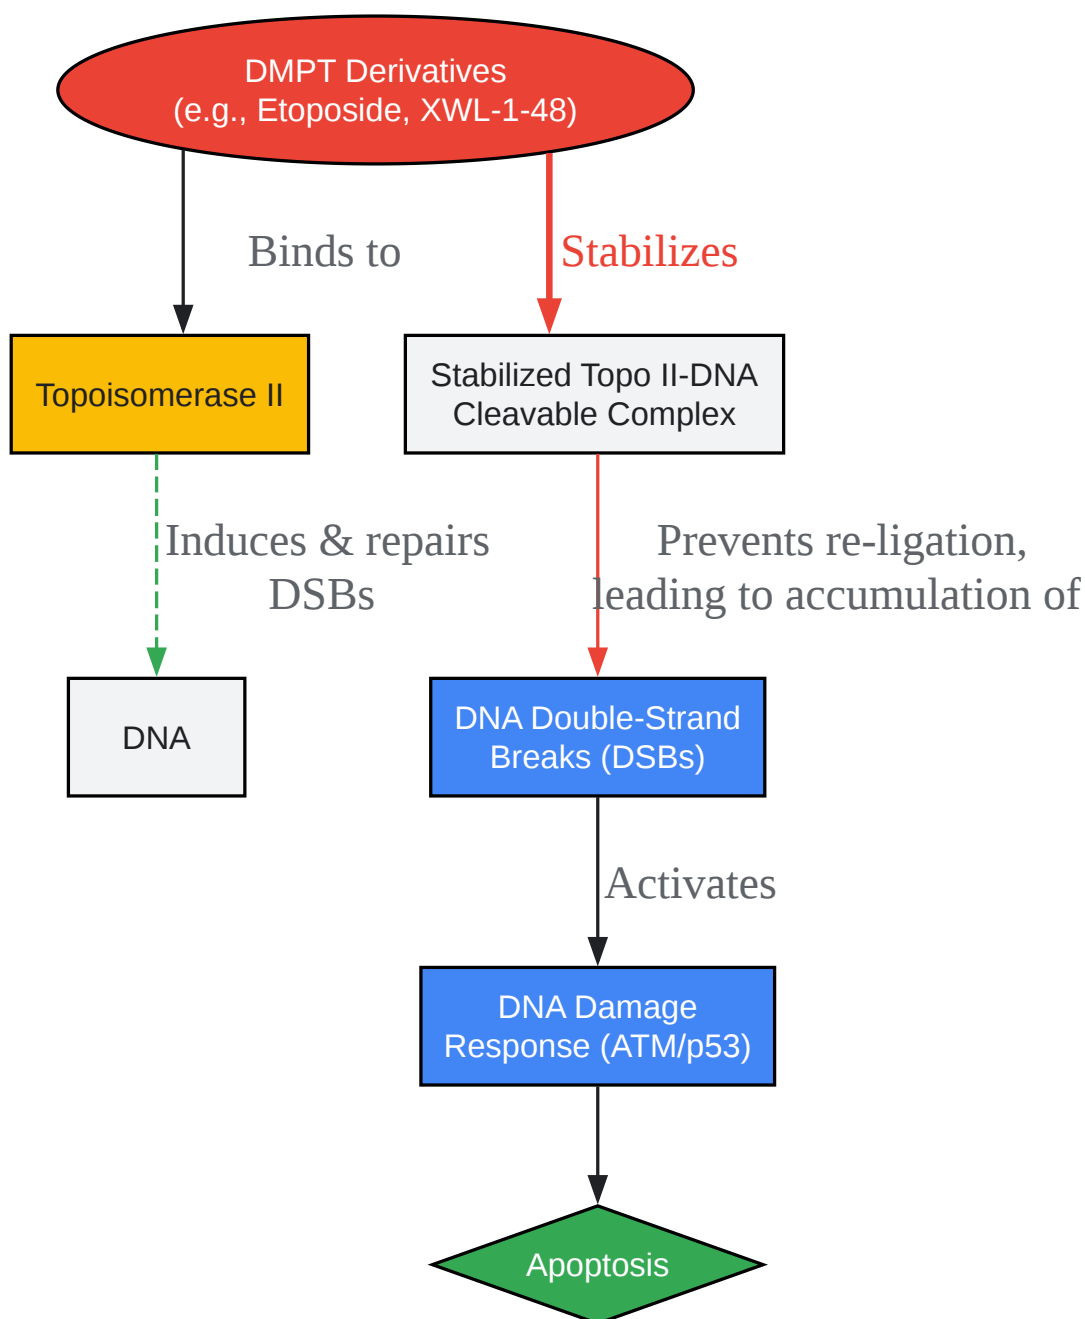 DMPT Derivatives
(e.g., Etoposide, XWL-1-48)
Binds to
Stabilizes
Topoisomerase II
Stabilized Topo II-DNA
Cleavable Complex
Induces & repairs
DSBs
Prevents re-ligation,
leading to accumulation of
DNA
DNA Double-Strand
Breaks (DSBs)
Activates
DNA Damage
Response (ATM/p53)
Apoptosis